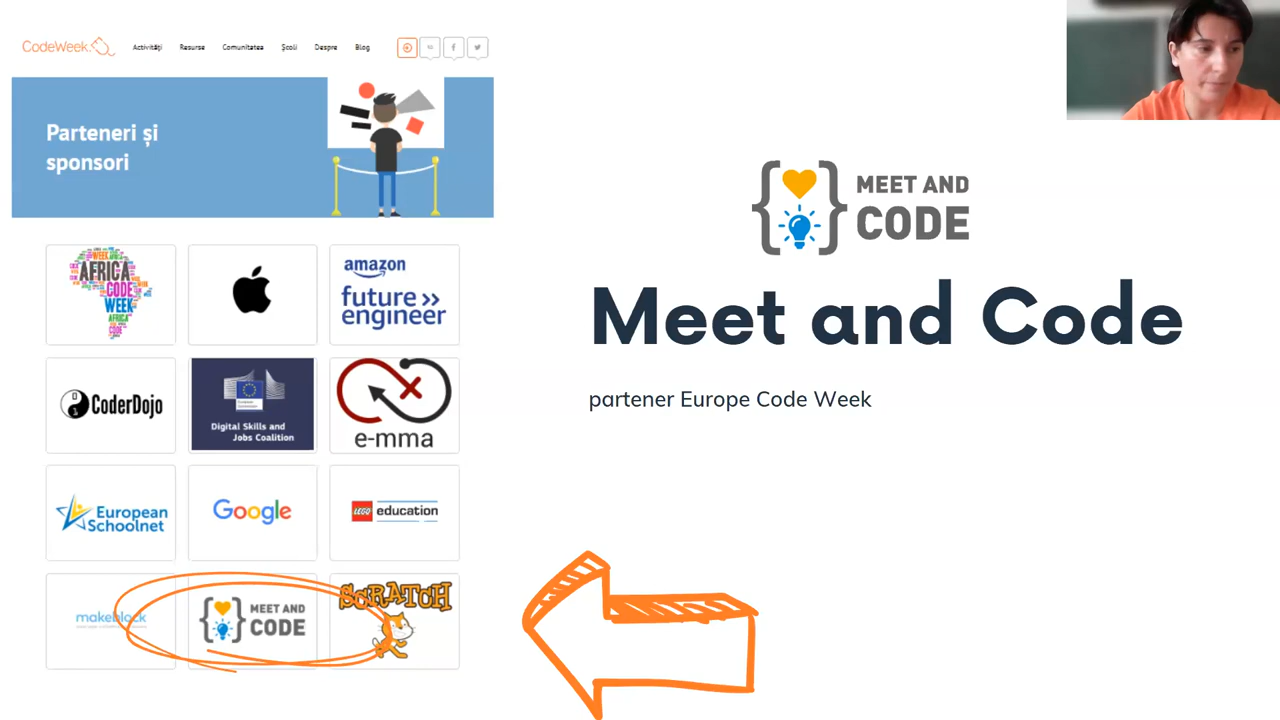 CodeWeek
Activități Resurse Comunitatea Școli Despre Blog
Parteneri și
sponsori
AFRICA
CODE
WEEK
amazon
future
engineer
CoderDojo
Digital Skills and
Jobs Coalition
e-mma
European
Schoolnet
Google
LEGO education
makeblock
MEET AND
CODE
SCRATCH
MEET AND
CODE
Meet and Code
partener Europe Code Week